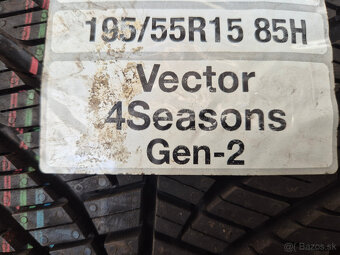 195/55R15 85H
Vector
4Seasons
Gen-2
Bazos.sk